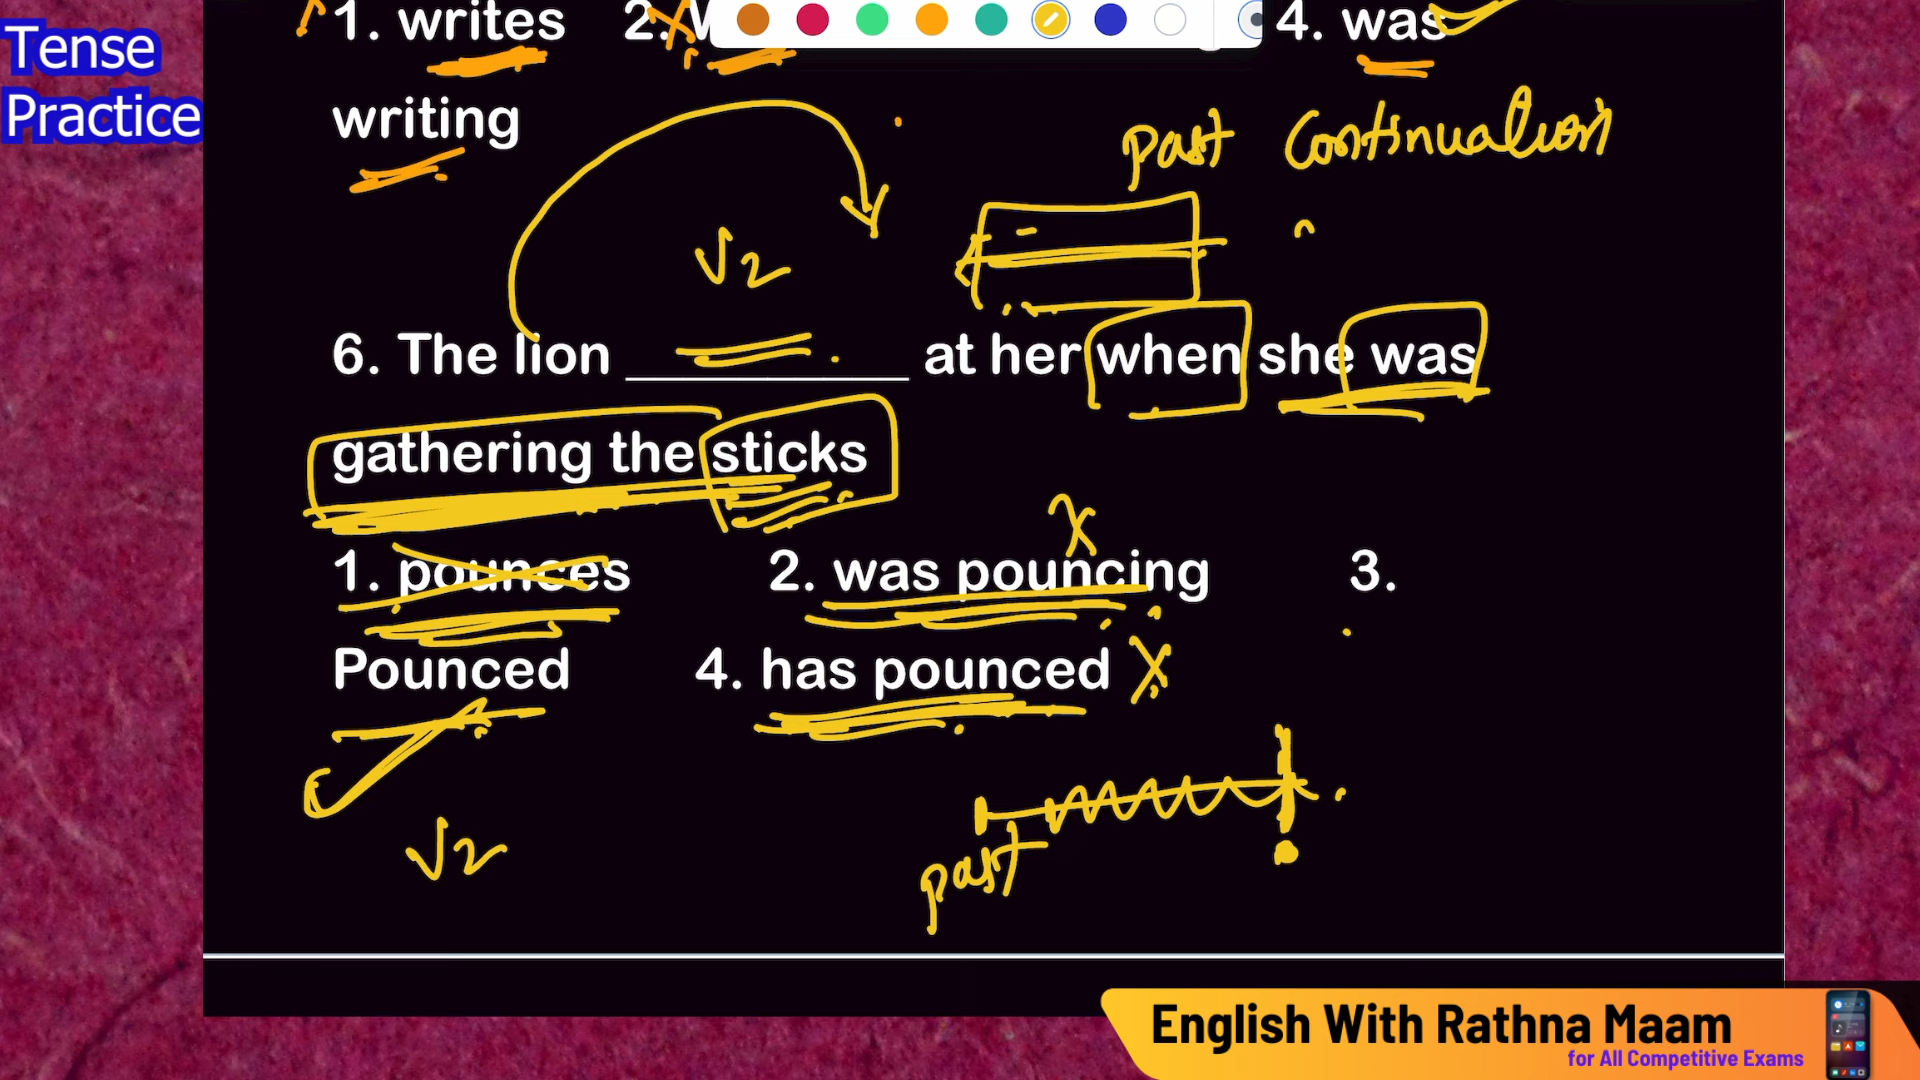 Tense
Practice
1. writes 2. 4. was
writing
past continuation
V2
6. The lion ______________ at her when she was
gathering the sticks
1. pounces 2. was pouncing 3.
Pounced 4. has pounced
V2
past
English With Rathna Maam
for All Competitive Exams